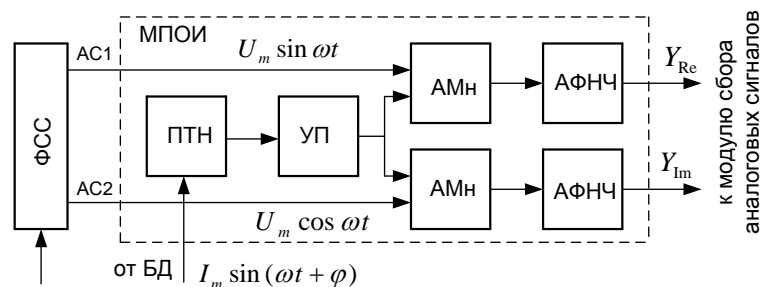 МПОИ
АС1
U_m sin ωt
ФСС
ПТН
УП
АМн
АФНЧ
Y_Re
АМн
АФНЧ
Y_Im
АС2
U_m cos ωt
от БД
I_m sin (ωt + φ)
к модулю сбора
аналоговых сигналов